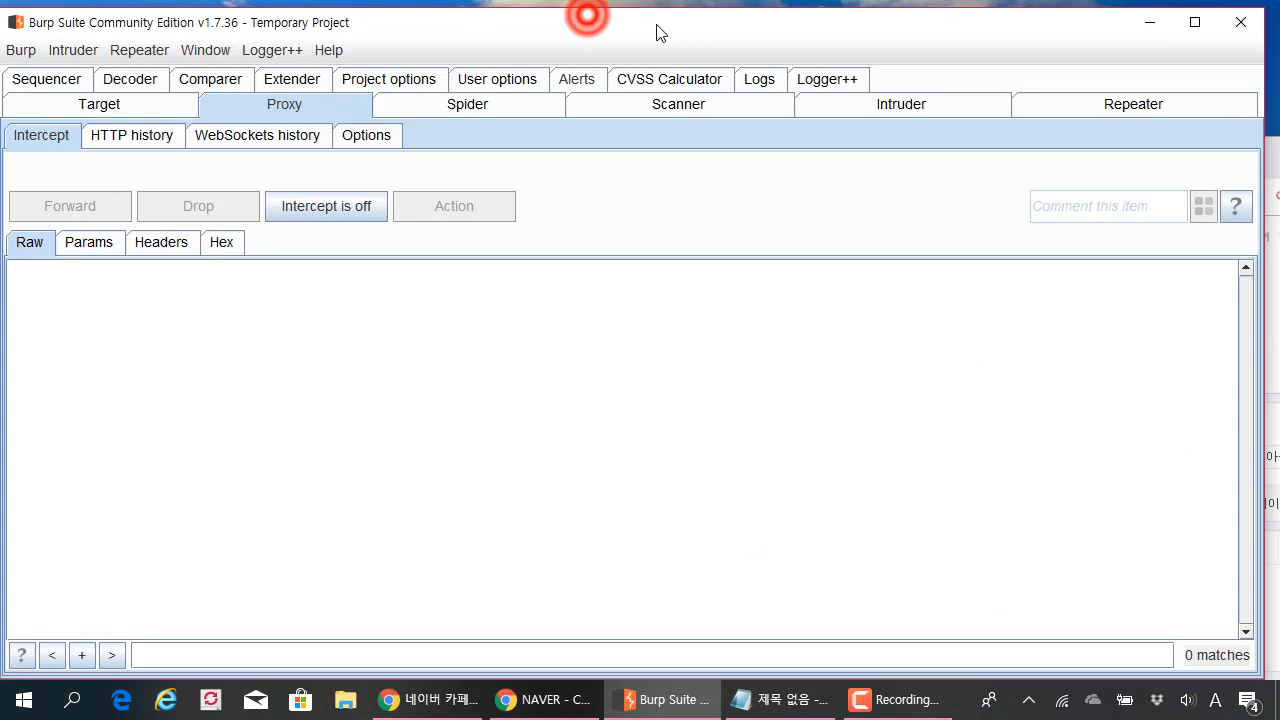 Burp Suite Community Edition v1.7.36 - Temporary Project
Burp Intruder Repeater Window Logger++ Help
Sequencer Decoder Comparer Extender Project options User options Alerts CVSS Calculator Logs Logger++
Target Proxy Spider Scanner Intruder Repeater
Intercept HTTP history WebSockets history Options
Forward Drop Intercept is off Action Comment this item ?
Raw Params Headers Hex
? < + > 0 matches
네이버 카페... NAVER - C... Burp Suite ... 제목 없음 -... Recording... A 4